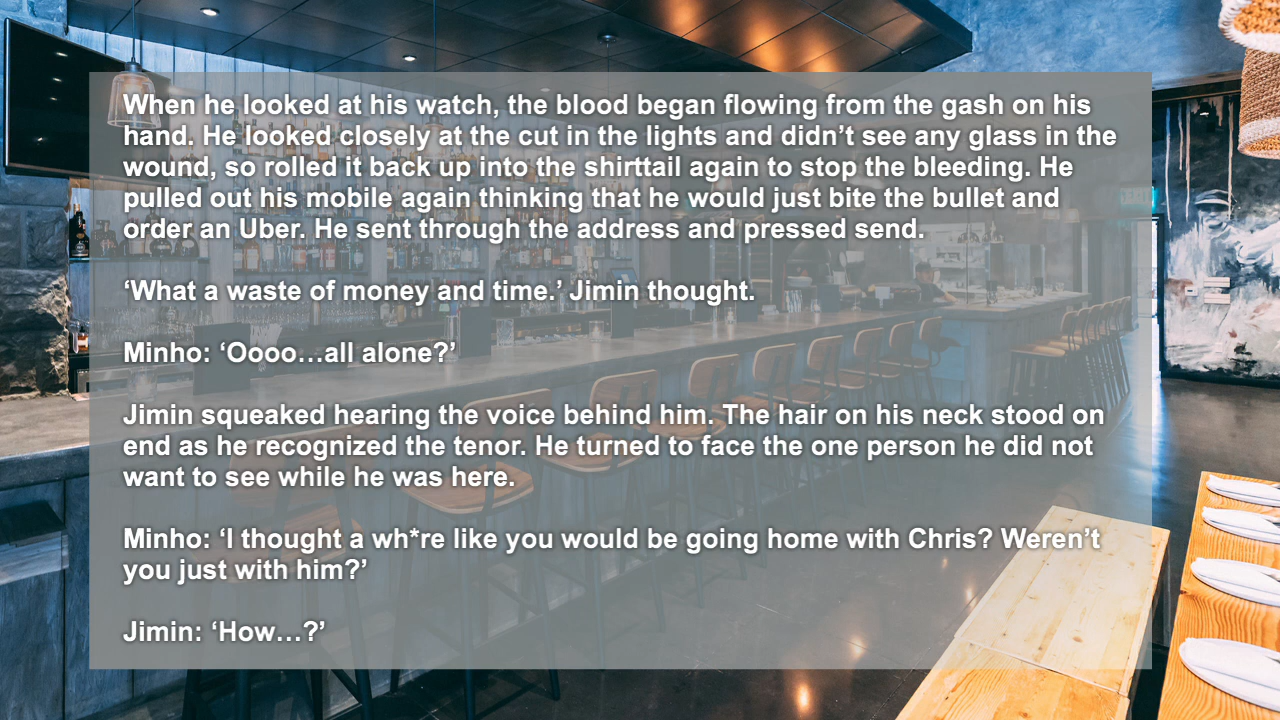 When he looked at his watch, the blood began flowing from the gash on his
hand. He looked closely at the cut in the lights and didn’t see any glass in the
wound, so rolled it back up into the shirttail again to stop the bleeding. He
pulled out his mobile again thinking that he would just bite the bullet and
order an Uber. He sent through the address and pressed send.
‘What a waste of money and time.’ Jimin thought.
Minho: ‘Oooo…all alone?’
Jimin squeaked hearing the voice behind him. The hair on his neck stood on
end as he recognized the tenor. He turned to face the one person he did not
want to see while he was here.
Minho: ‘I thought a wh*re like you would be going home with Chris? Weren’t
you just with him?’
Jimin: ‘How…?’